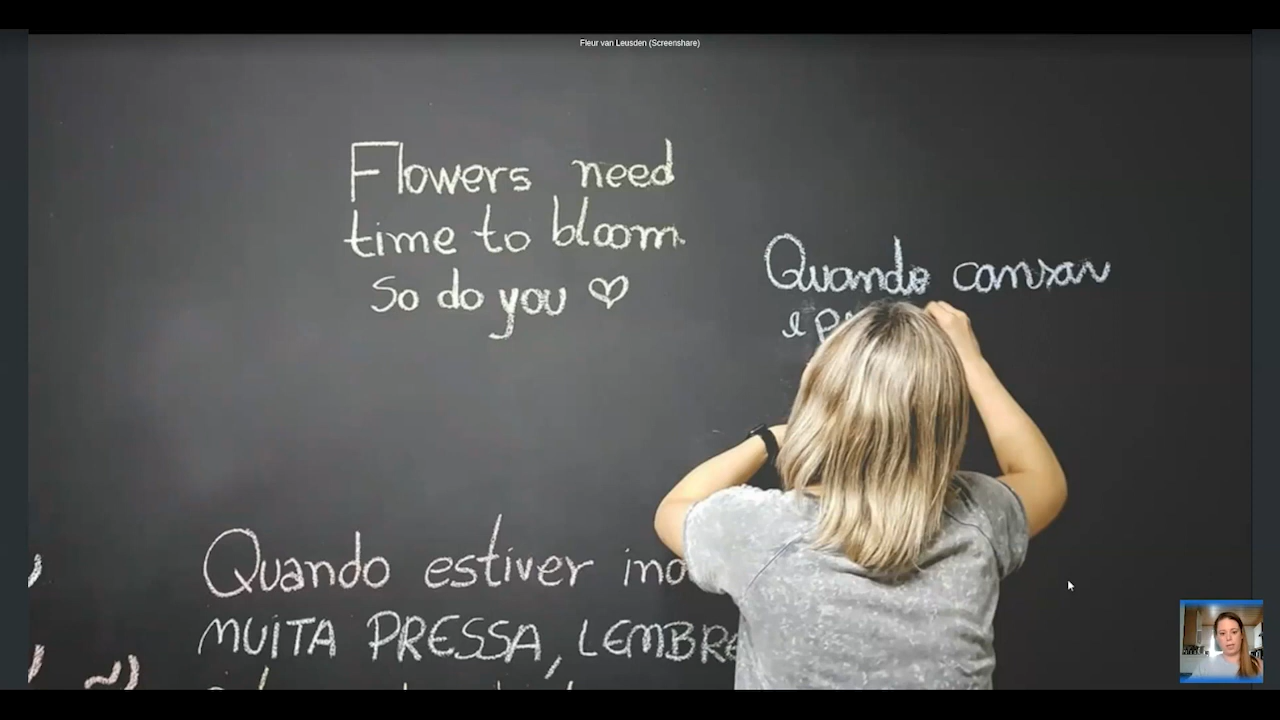 Fleur van Leusden (Screenshare)
Flowers need
time to bloom
so do you ♡
Quando cansar
e
Quando estiver
MUITA PRESSA, LEMBRE